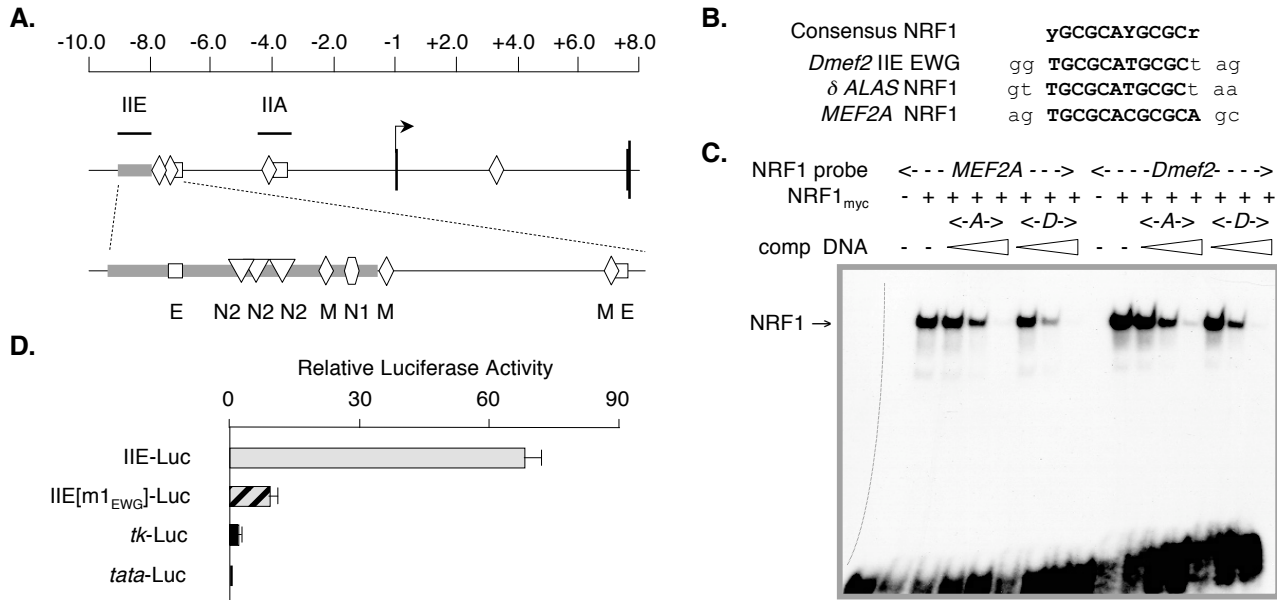 A.
-10.0 -8.0 -6.0 -4.0 -2.0 -1 +2.0 +4.0 +6.0 +8.0
IIE IIA
E N2 N2 N2 M N1 M M E
B.
Consensus NRF1 yGCGCAYGCGCr
Dmef2 IIE EWG gg TGCGCATGCGCt ag
δ ALAS NRF1 gt TGCGCATGCGCt aa
MEF2A NRF1 ag TGCGCACGCGCA gc
C.
NRF1 probe <--- MEF2A ---> <----Dmef2---->
NRF1myc - + + + + + + + - + + + + + + +
<-A-> <-D-> <-A-> <-D->
comp DNA - - - -
NRF1 →
D.
Relative Luciferase Activity
0 30 60 90
IIE-Luc
IIE[m1EWG]-Luc
tk-Luc
tata-Luc